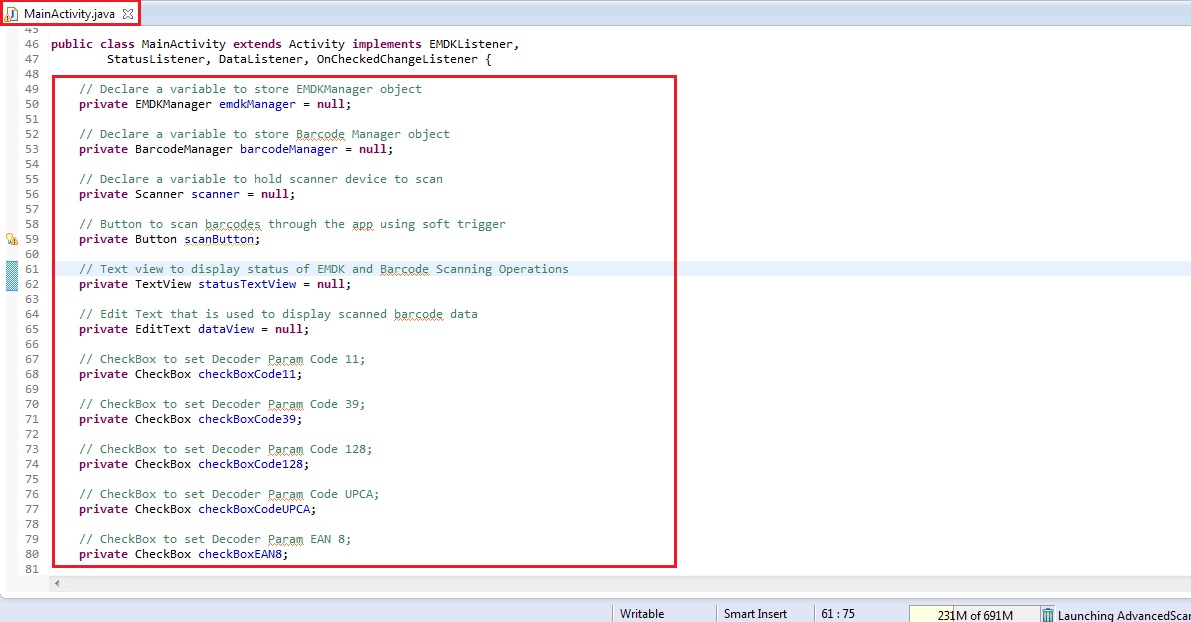 MainActivity.java
45
46 public class MainActivity extends Activity implements EMDKListener,
47 StatusListener, DataListener, OnCheckedChangeListener {
48
49 // Declare a variable to store EMDKManager object
50 private EMDKManager emdkManager = null;
51
52 // Declare a variable to store Barcode Manager object
53 private BarcodeManager barcodeManager = null;
54
55 // Declare a variable to hold scanner device to scan
56 private Scanner scanner = null;
57
58 // Button to scan barcodes through the app using soft trigger
59 private Button scanButton;
60
61 // Text view to display status of EMDK and Barcode Scanning Operations
62 private TextView statusTextView = null;
63
64 // Edit Text that is used to display scanned barcode data
65 private EditText dataView = null;
66
67 // CheckBox to set Decoder Param Code 11;
68 private CheckBox checkBoxCode11;
69
70 // CheckBox to set Decoder Param Code 39;
71 private CheckBox checkBoxCode39;
72
73 // CheckBox to set Decoder Param Code 128;
74 private CheckBox checkBoxCode128;
75
76 // CheckBox to set Decoder Param Code UPCA;
77 private CheckBox checkBoxCodeUPCA;
78
79 // CheckBox to set Decoder Param EAN 8;
80 private CheckBox checkBoxEAN8;
81
Writable Smart Insert 61 : 75 231M of 691M Launching AdvancedScan